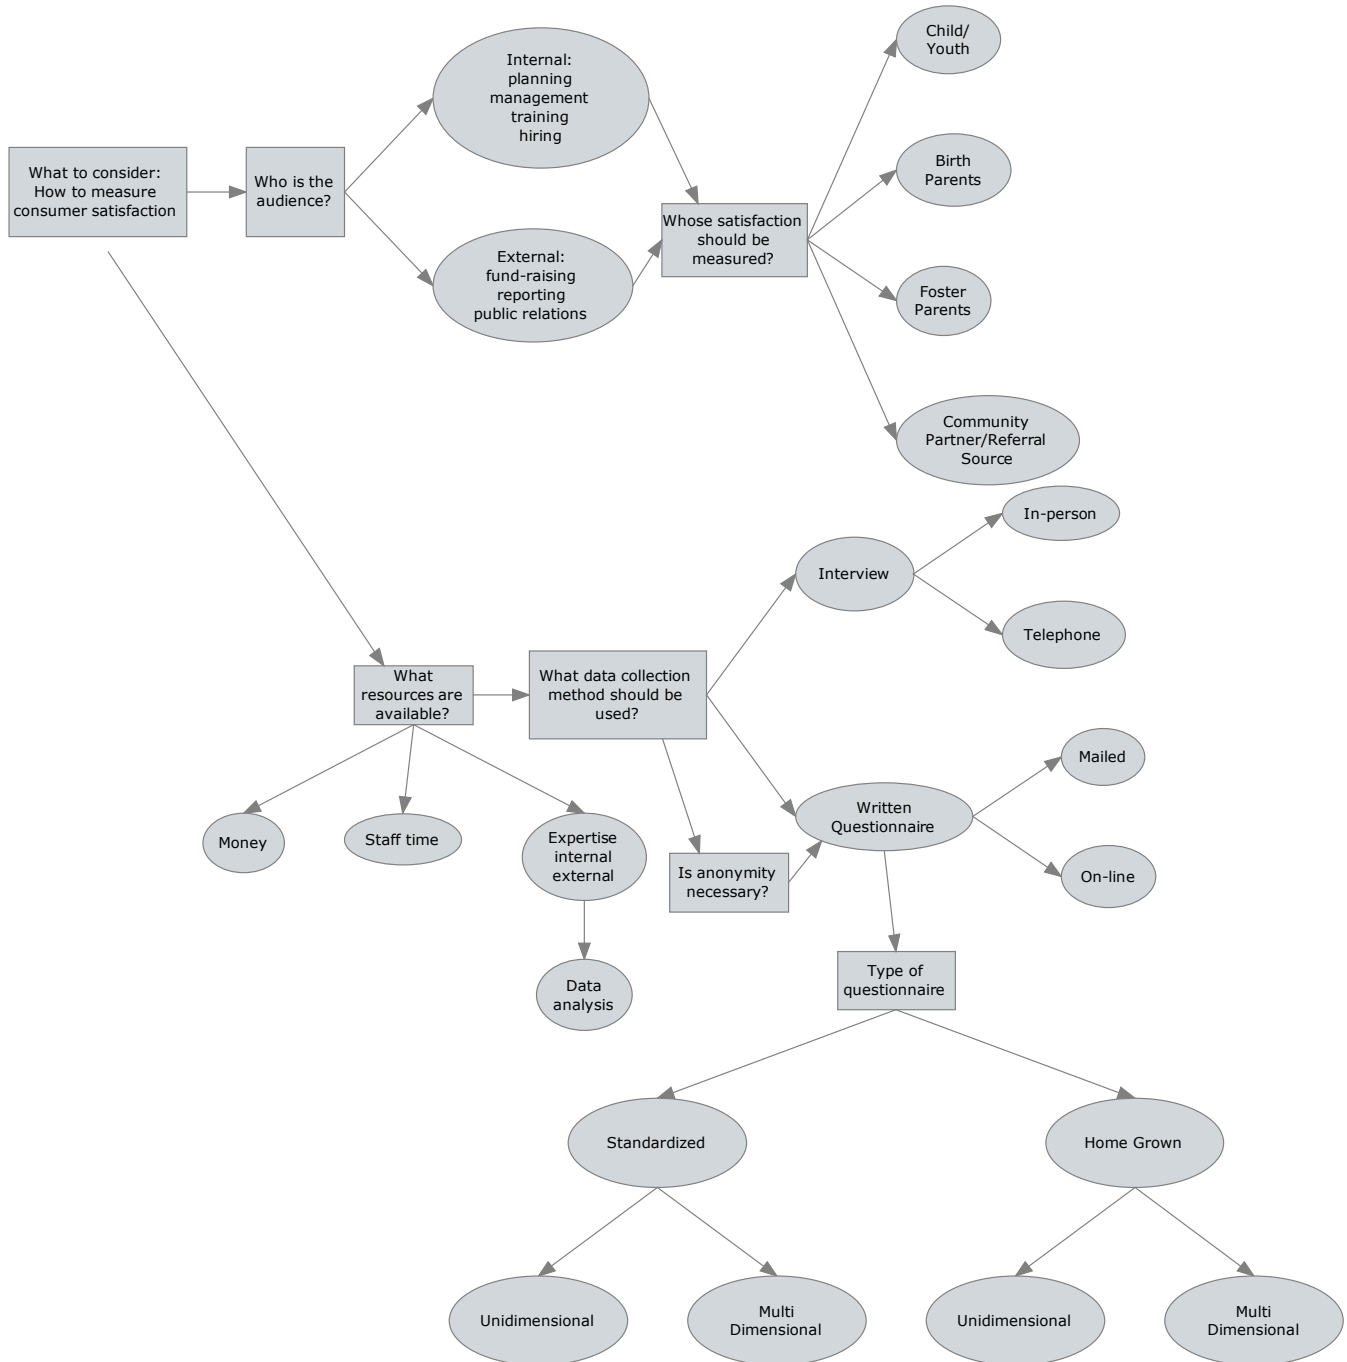 What to consider:
How to measure
consumer satisfaction
Who is the
audience?
Internal:
planning
management
training
hiring
External:
fund-raising
reporting
public relations
Whose satisfaction
should be
measured?
Child/
Youth
Birth
Parents
Foster
Parents
Community
Partner/Referral
Source
What
resources are
available?
Money
Staff time
Expertise
internal
external
Data
analysis
What data collection
method should be
used?
Interview
In-person
Telephone
Is anonymity
necessary?
Written
Questionnaire
Mailed
On-line
Type of
questionnaire
Standardized
Home Grown
Unidimensional
Multi
Dimensional
Unidimensional
Multi
Dimensional